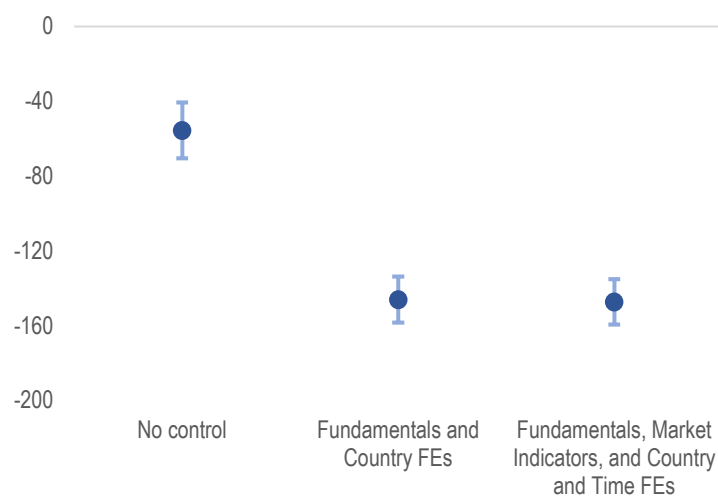 0
-40
-80
-120
-160
-200
No control
Fundamentals and
Country FEs
Fundamentals, Market
Indicators, and Country
and Time FEs